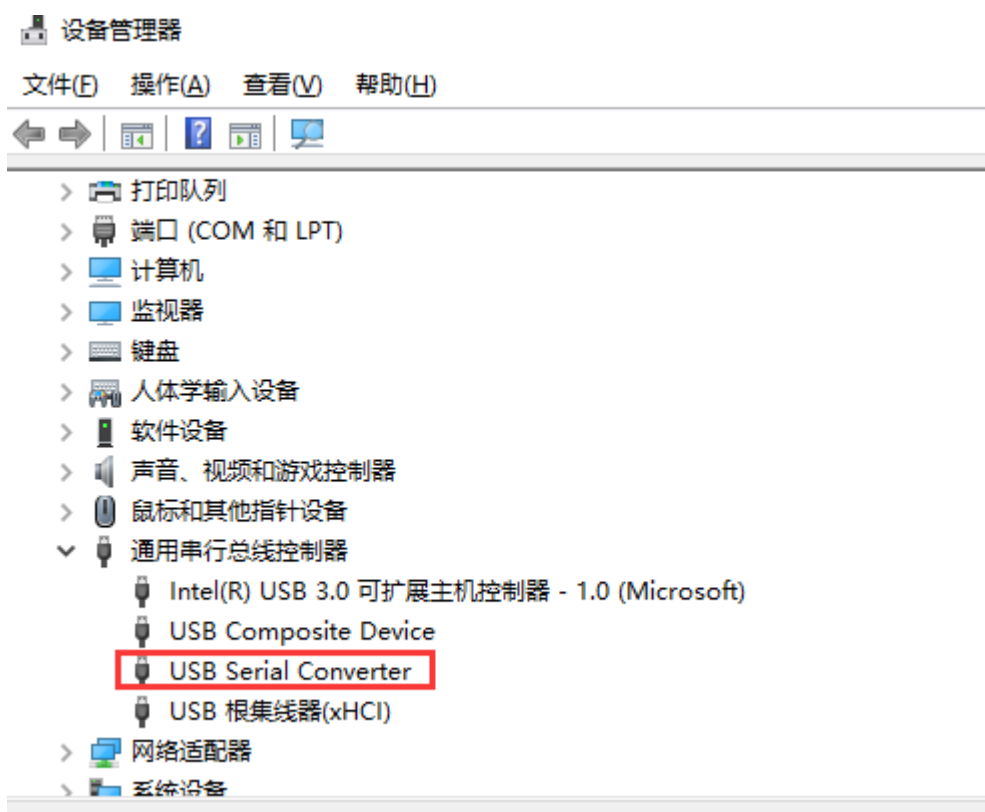 设备管理器
文件(F) 操作(A) 查看(V) 帮助(H)
打印队列
端口 (COM 和 LPT)
计算机
监视器
键盘
人体学输入设备
软件设备
声音、视频和游戏控制器
鼠标和其他指针设备
通用串行总线控制器
Intel(R) USB 3.0 可扩展主机控制器 - 1.0 (Microsoft)
USB Composite Device
USB Serial Converter
USB 根集线器(xHCI)
网络适配器
系统设备